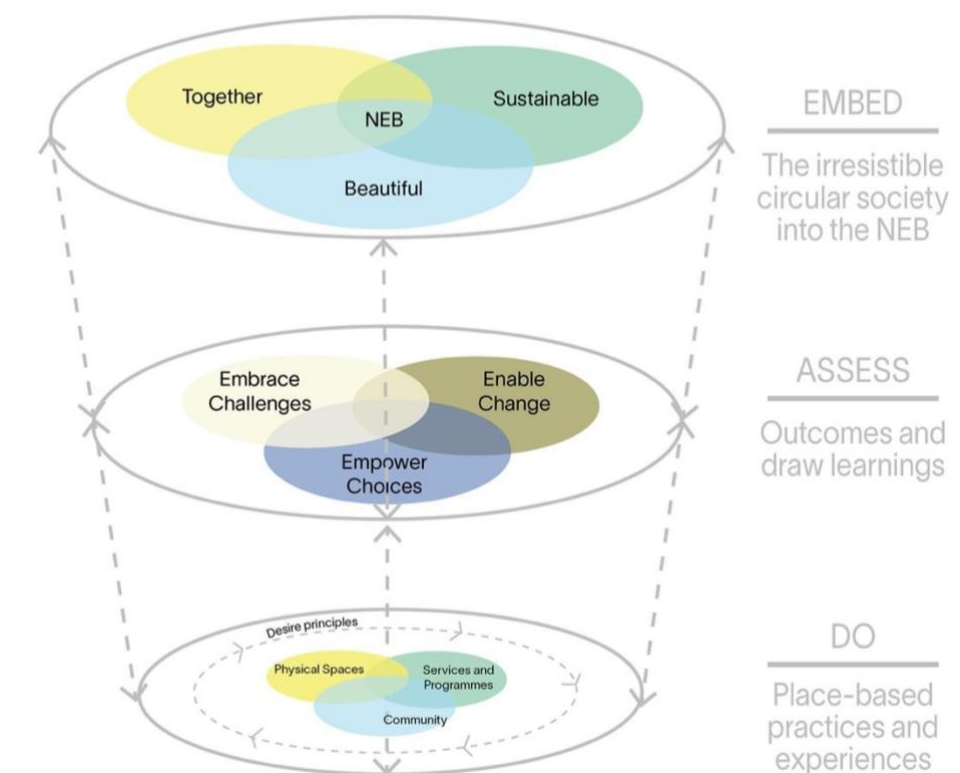 Together
Sustainable
NEB
Beautiful
EMBED
The irresistible
circular society
into the NEB
Embrace
Challenges
Enable
Change
Empower
Choices
ASSESS
Outcomes and
draw learnings
Desire principles
Physical Spaces
Services and
Programmes
Community
DO
Place-based
practices and
experiences